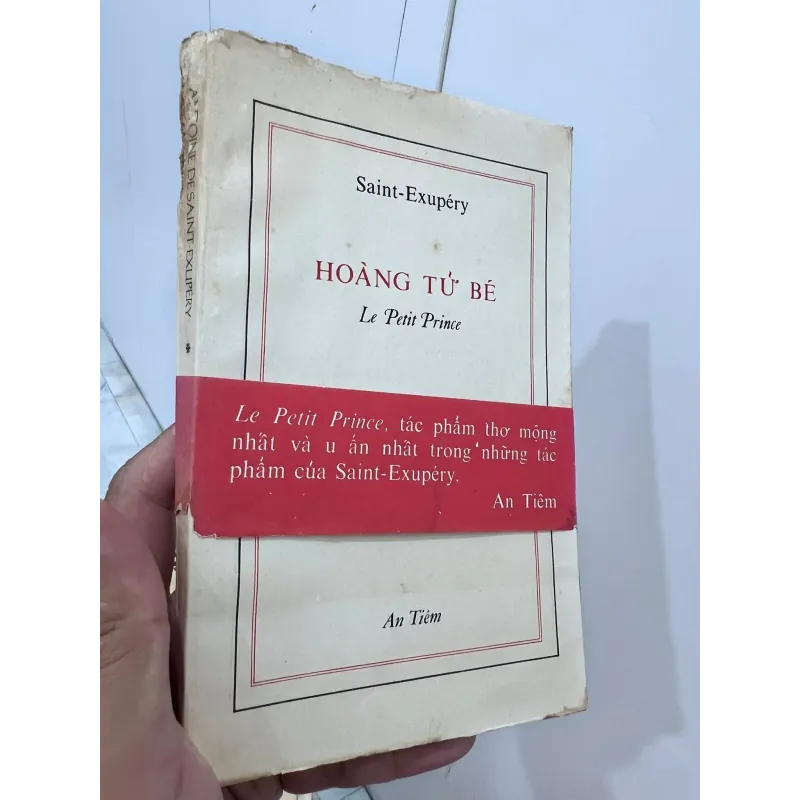 ANTOINE DE SAINT-EXUPÉRY *
Saint-Exupéry
HOÀNG TỬ BÉ
Le Petit Prince
Le Petit Prince, tác phẩm thơ mộng
nhất và u ẩn nhất trong những tác
phẩm của Saint-Exupéry.
An Tiêm
An Tiêm